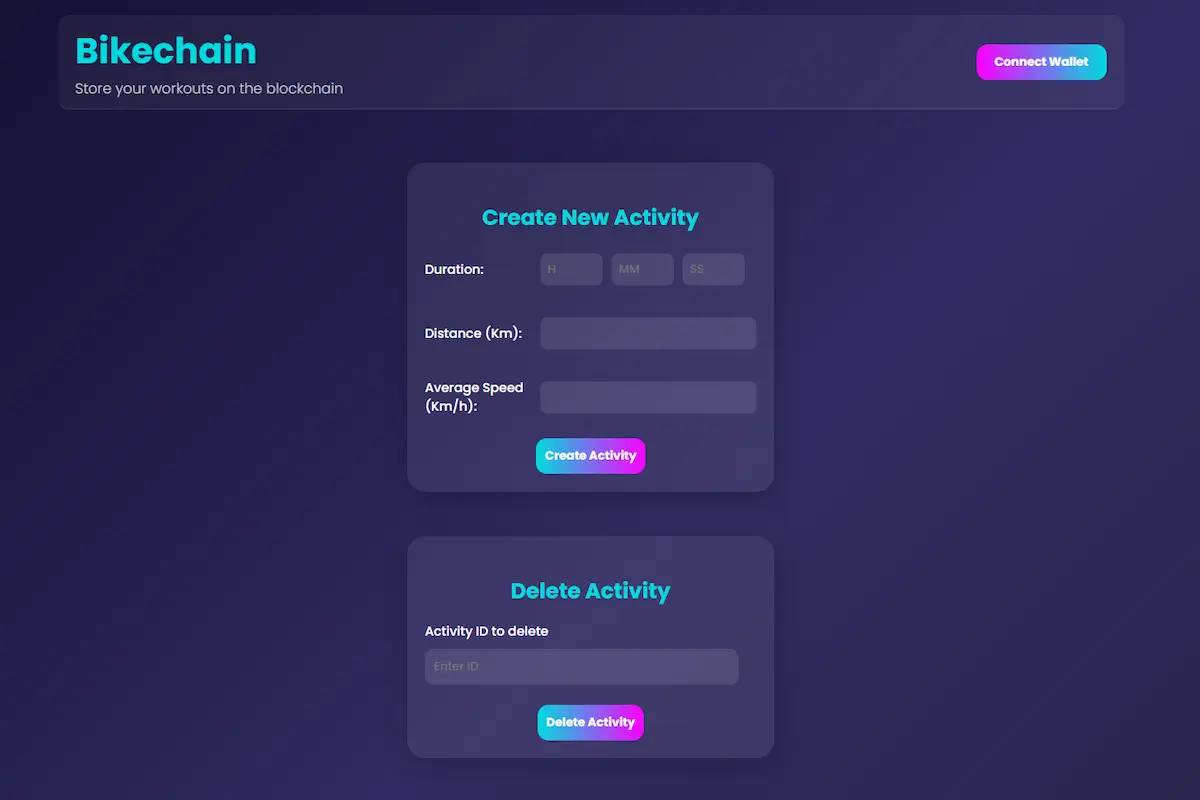 Bikechain
Store your workouts on the blockchain
Connect Wallet
Create New Activity
Duration:
H
MM
SS
Distance (Km):
Average Speed
(Km/h):
Create Activity
Delete Activity
Activity ID to delete
Enter ID
Delete Activity